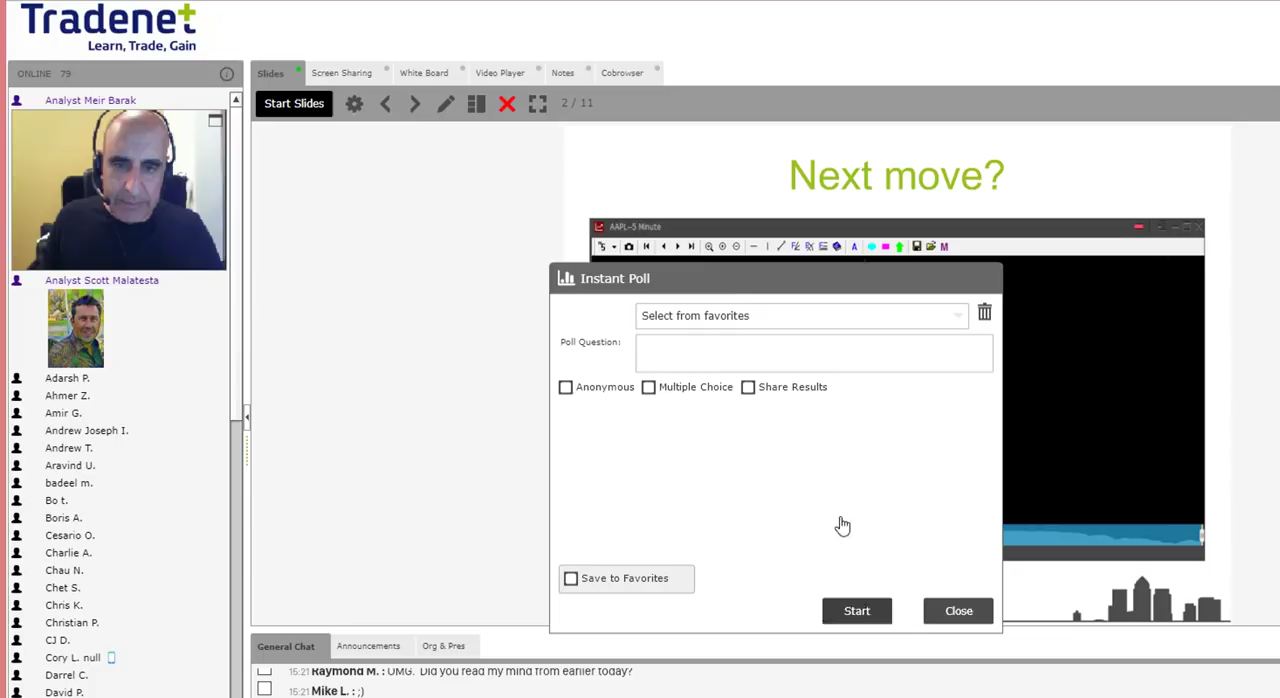 Tradenet
Learn, Trade, Gain
ONLINE 79
Analyst Meir Barak
Analyst Scott Malatesta
Adarsh P.
Ahmer Z.
Amir G.
Andrew Joseph I.
Andrew T.
Aravind U.
badeel m.
Bo t.
Boris A.
Cesario O.
Charlie A.
Chau N.
Chet S.
Chris K.
Christian P.
CJ D.
Cory L. null
Darrel C.
David P.
Slides Screen Sharing White Board Video Player Notes Cobrowser
Start Slides 2 / 11
Next move?
AAPL--5 Minute
Instant Poll
Select from favorites
Poll Question:
Anonymous Multiple Choice Share Results
Save to Favorites
Start Close
General Chat Announcements Org & Pres
15:21 Raymond M. : OMG. Did you read my mind from earlier today?
15:21 Mike L. : ;)